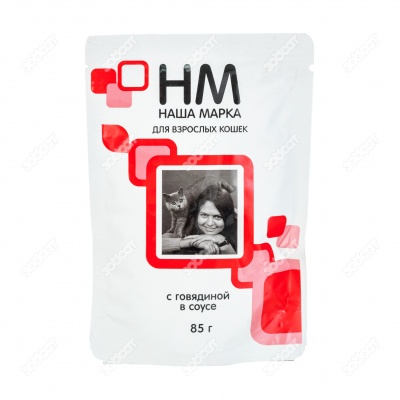 НМ
НАША МАРКА
ДЛЯ ВЗРОСЛЫХ КОШЕК
с говядиной
в соусе
85 г